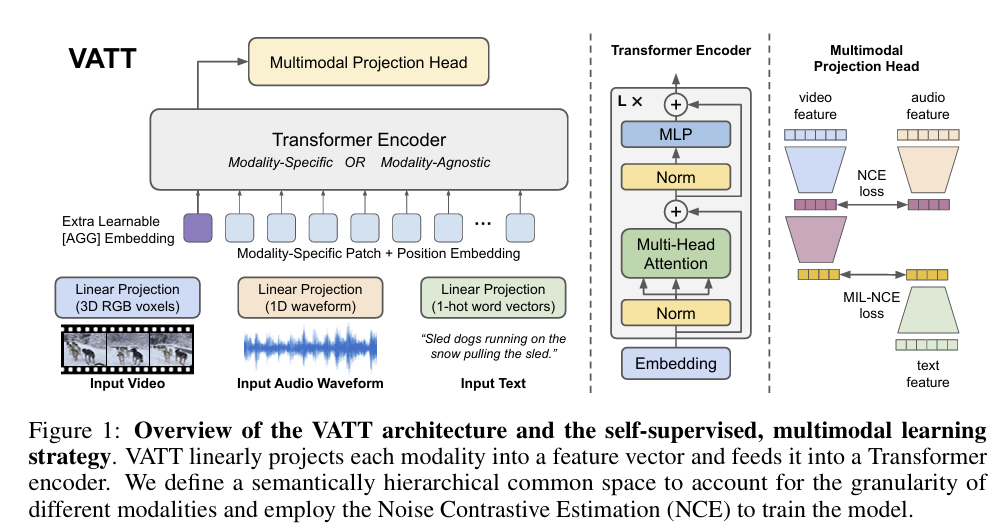 VATT
Multimodal Projection Head
Transformer Encoder
Modality-Specific OR Modality-Agnostic
Extra Learnable
[AGG] Embedding
...
Modality-Specific Patch + Position Embedding
Linear Projection
(3D RGB voxels)
Linear Projection
(1D waveform)
Linear Projection
(1-hot word vectors)
“Sled dogs running on the
snow pulling the sled.”
Input Video
Input Audio Waveform
Input Text
Transformer Encoder
L ×
+
MLP
Norm
+
Multi-Head
Attention
Norm
Embedding
Multimodal
Projection Head
video
feature
audio
feature
NCE
loss
MIL-NCE
loss
text
feature
Figure 1: Overview of the VATT architecture and the self-supervised, multimodal learning
strategy. VATT linearly projects each modality into a feature vector and feeds it into a Transformer
encoder. We define a semantically hierarchical common space to account for the granularity of
different modalities and employ the Noise Contrastive Estimation (NCE) to train the model.